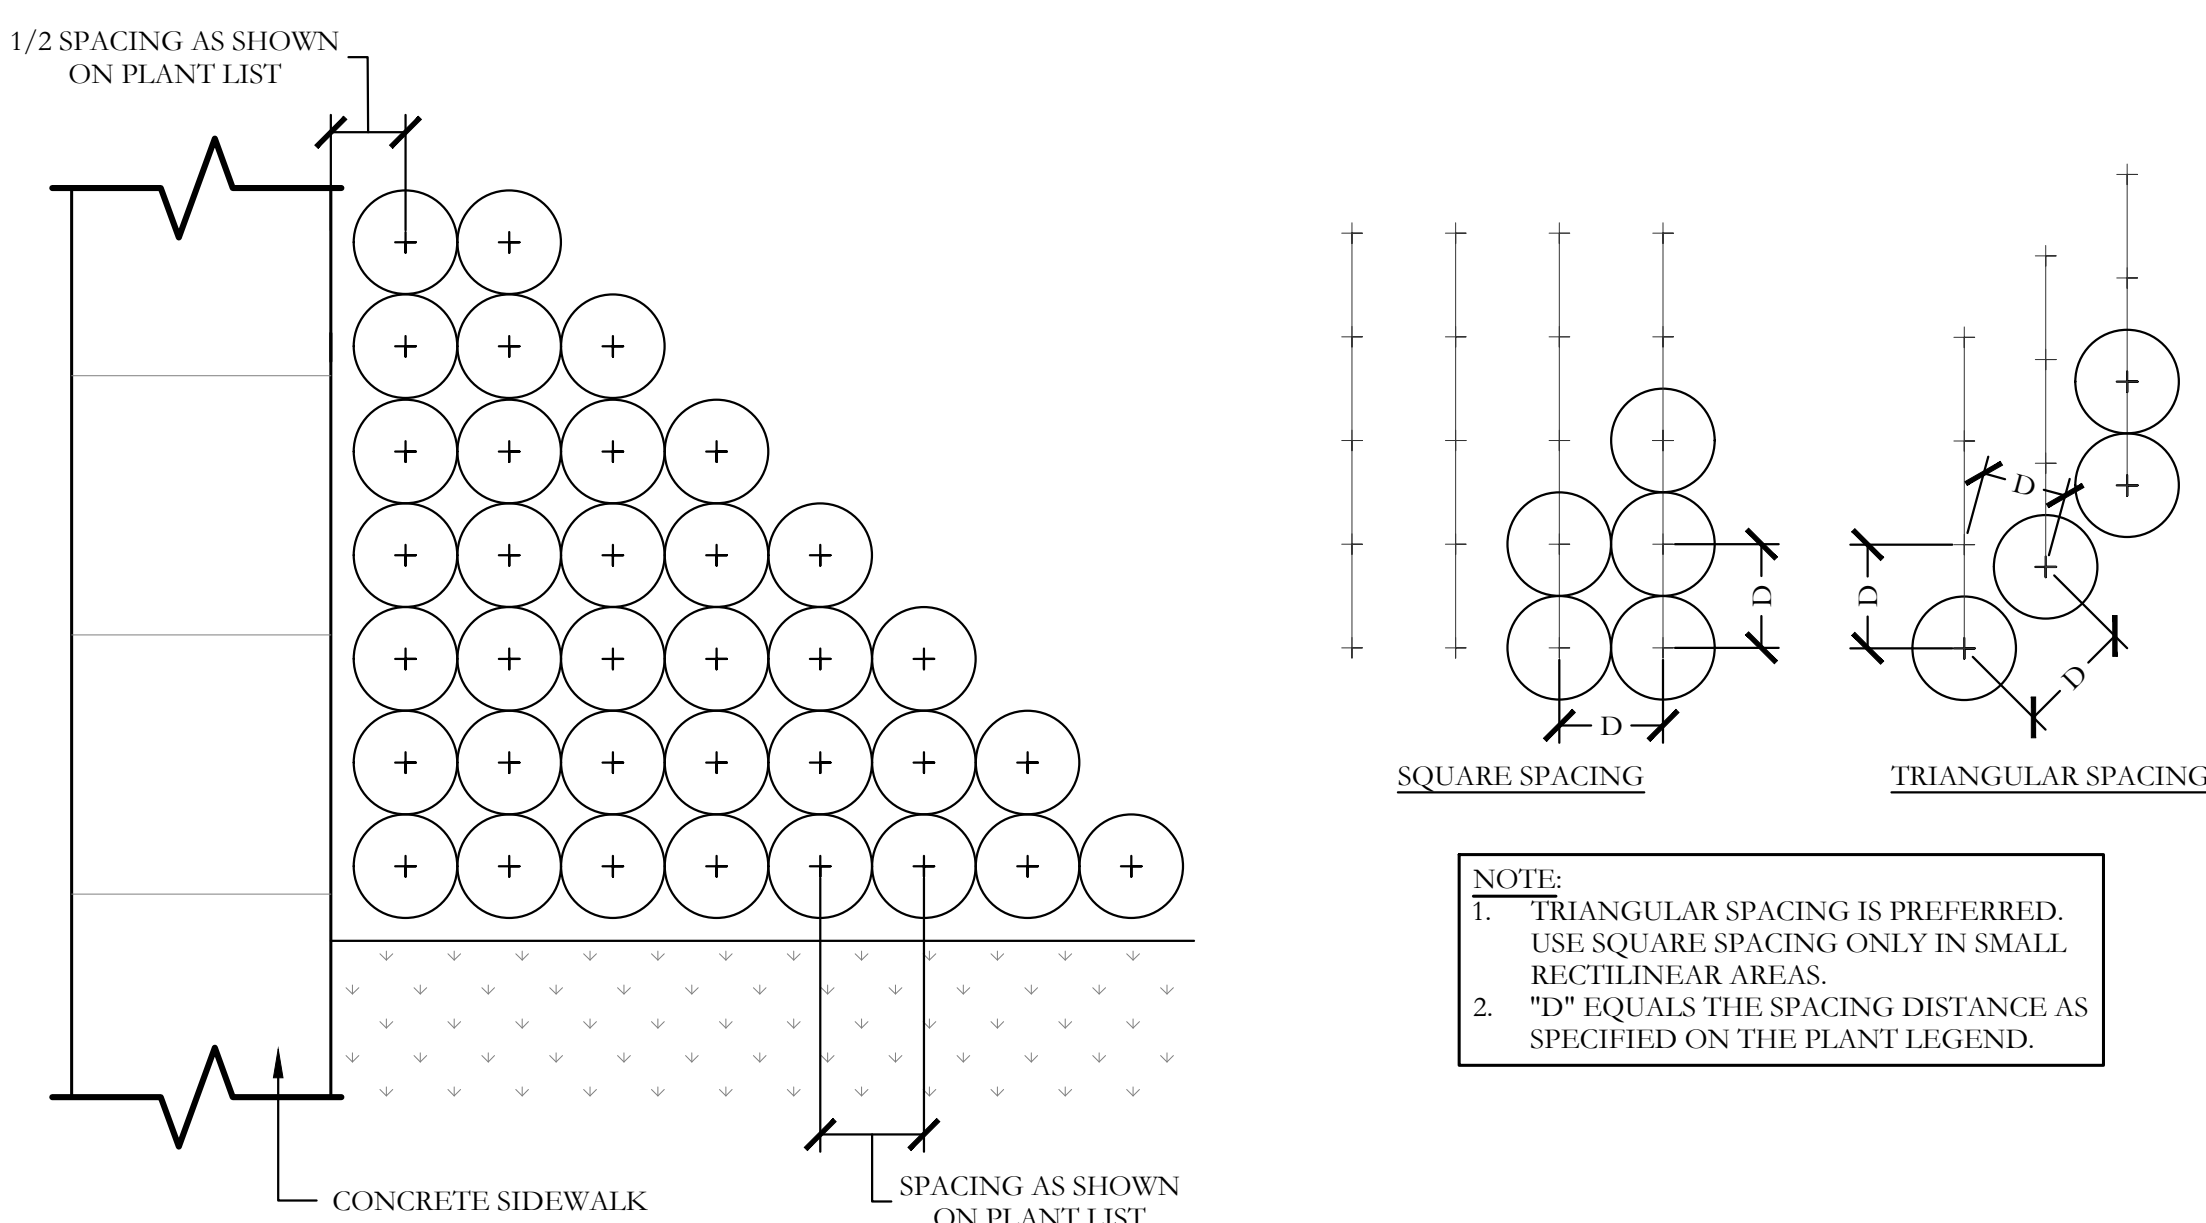 1/2 SPACING AS SHOWN
ON PLANT LIST
D
D
D
D
D
SQUARE SPACING
TRIANGULAR SPACING
NOTE:
1. TRIANGULAR SPACING IS PREFERRED.
USE SQUARE SPACING ONLY IN SMALL
RECTILINEAR AREAS.
2. "D" EQUALS THE SPACING DISTANCE AS
SPECIFIED ON THE PLANT LEGEND.
CONCRETE SIDEWALK
SPACING AS SHOWN
ON PLANT LIST